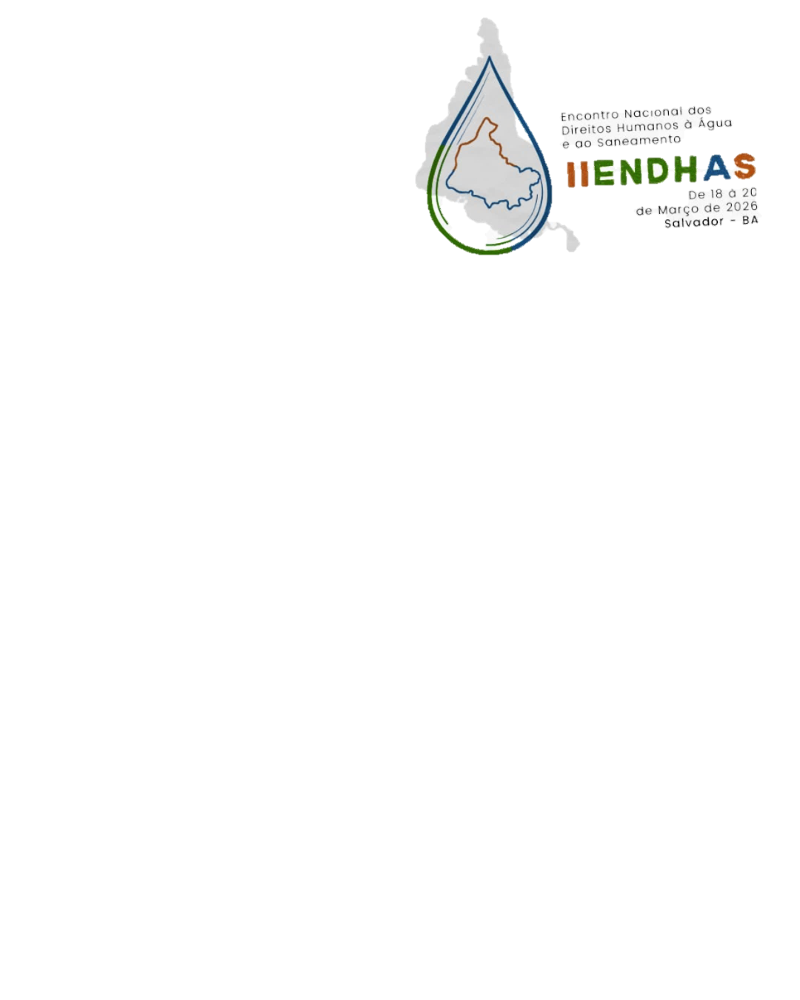 Encontro Nacional dos
Direitos Humanos à Água
e ao Saneamento
IIENDHAS
De 18 à 20
de Março de 2026
Salvador - BA